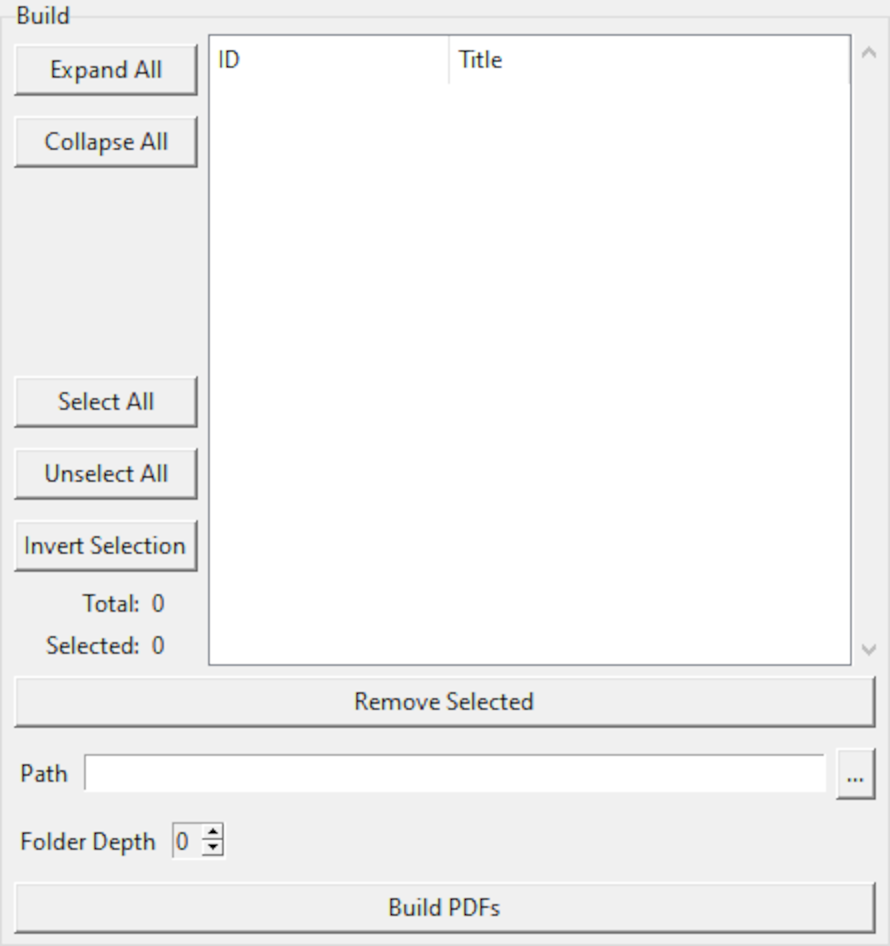 Build
Expand All
ID Title
Collapse All
Select All
Unselect All
Invert Selection
Total: 0
Selected: 0
Remove Selected
Path ...
Folder Depth 0
Build PDFs